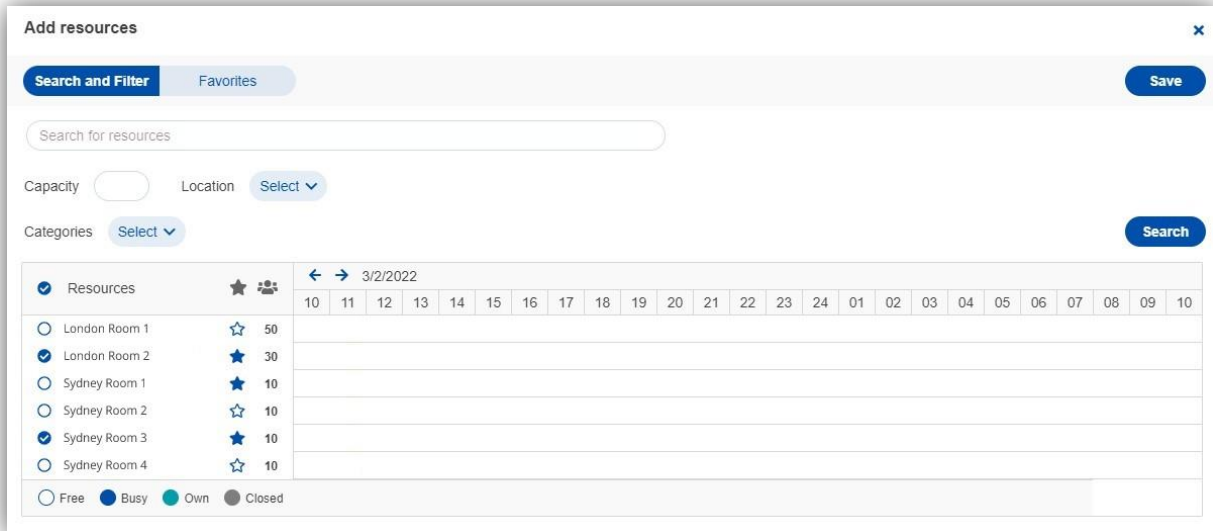 Add resources
Search and Filter Favorites Save
Search for resources
Capacity Location Select
Categories Select Search
Resources 3/2/2022
10 11 12 13 14 15 16 17 18 19 20 21 22 23 24 01 02 03 04 05 06 07 08 09 10
London Room 1 50
London Room 2 30
Sydney Room 1 10
Sydney Room 2 10
Sydney Room 3 10
Sydney Room 4 10
Free Busy Own Closed